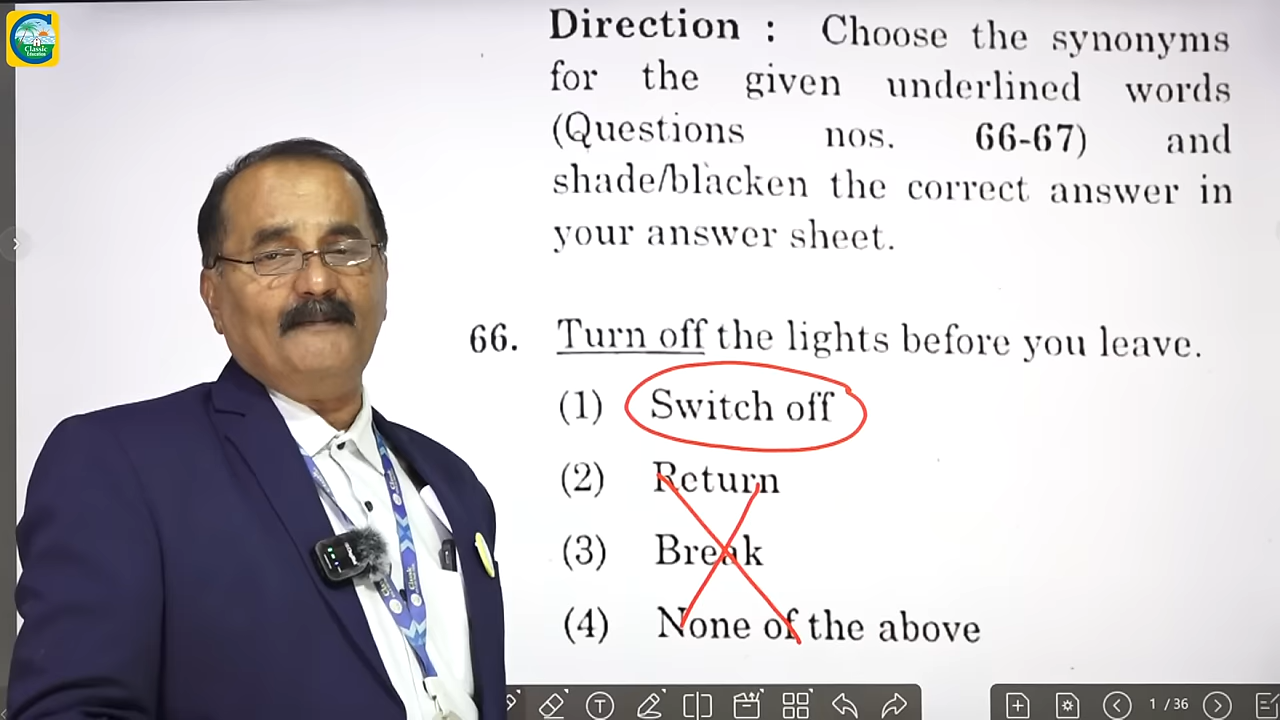 Classic
Education
Direction : Choose the synonyms
for the given underlined words
(Questions nos. 66-67) and
shade/blacken the correct answer in
your answer sheet.
66. Turn off the lights before you leave.
(1) Switch off
(2) Return
(3) Break
(4) None of the above
1 / 36